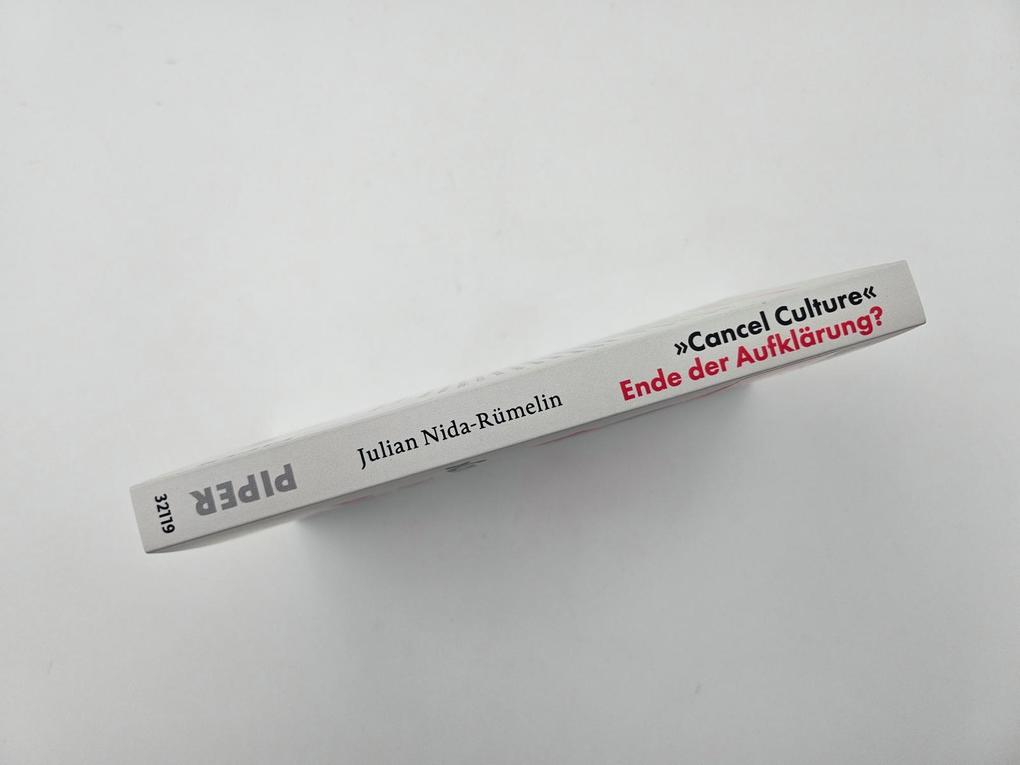 »Cancel Culture«
Ende der Aufklärung?
Julian Nida-Rümelin
PIPER
32119